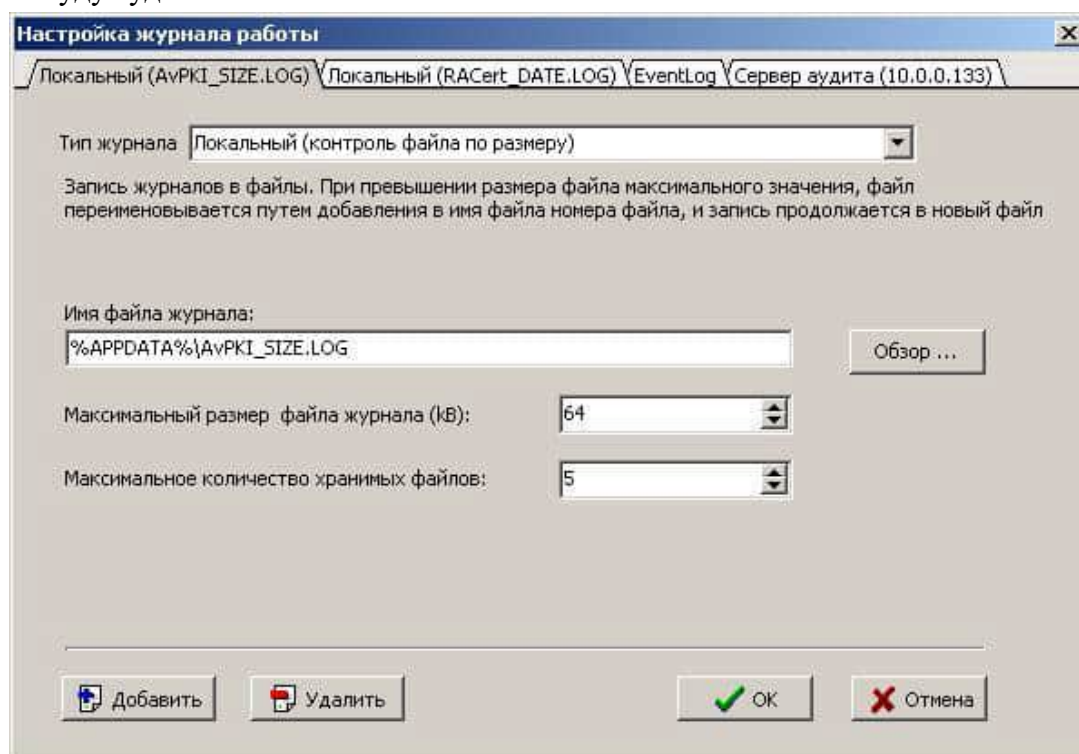 Настройка журнала работы
Локальный (AvPKI_SIZE.LOG) Локальный (RACert_DATE.LOG) EventLog Сервер аудита (10.0.0.133)
Тип журнала Локальный (контроль файла по размеру)
Запись журналов в файлы. При превышении размера файла максимального значения, файл
переименовывается путем добавления в имя файла номера файла, и запись продолжается в новый файл
Имя файла журнала:
%APPDATA%\AvPKI_SIZE.LOG Обзор ...
Максимальный размер файла журнала (kB): 64
Максимальное количество хранимых файлов: 5
Добавить Удалить OK Отмена